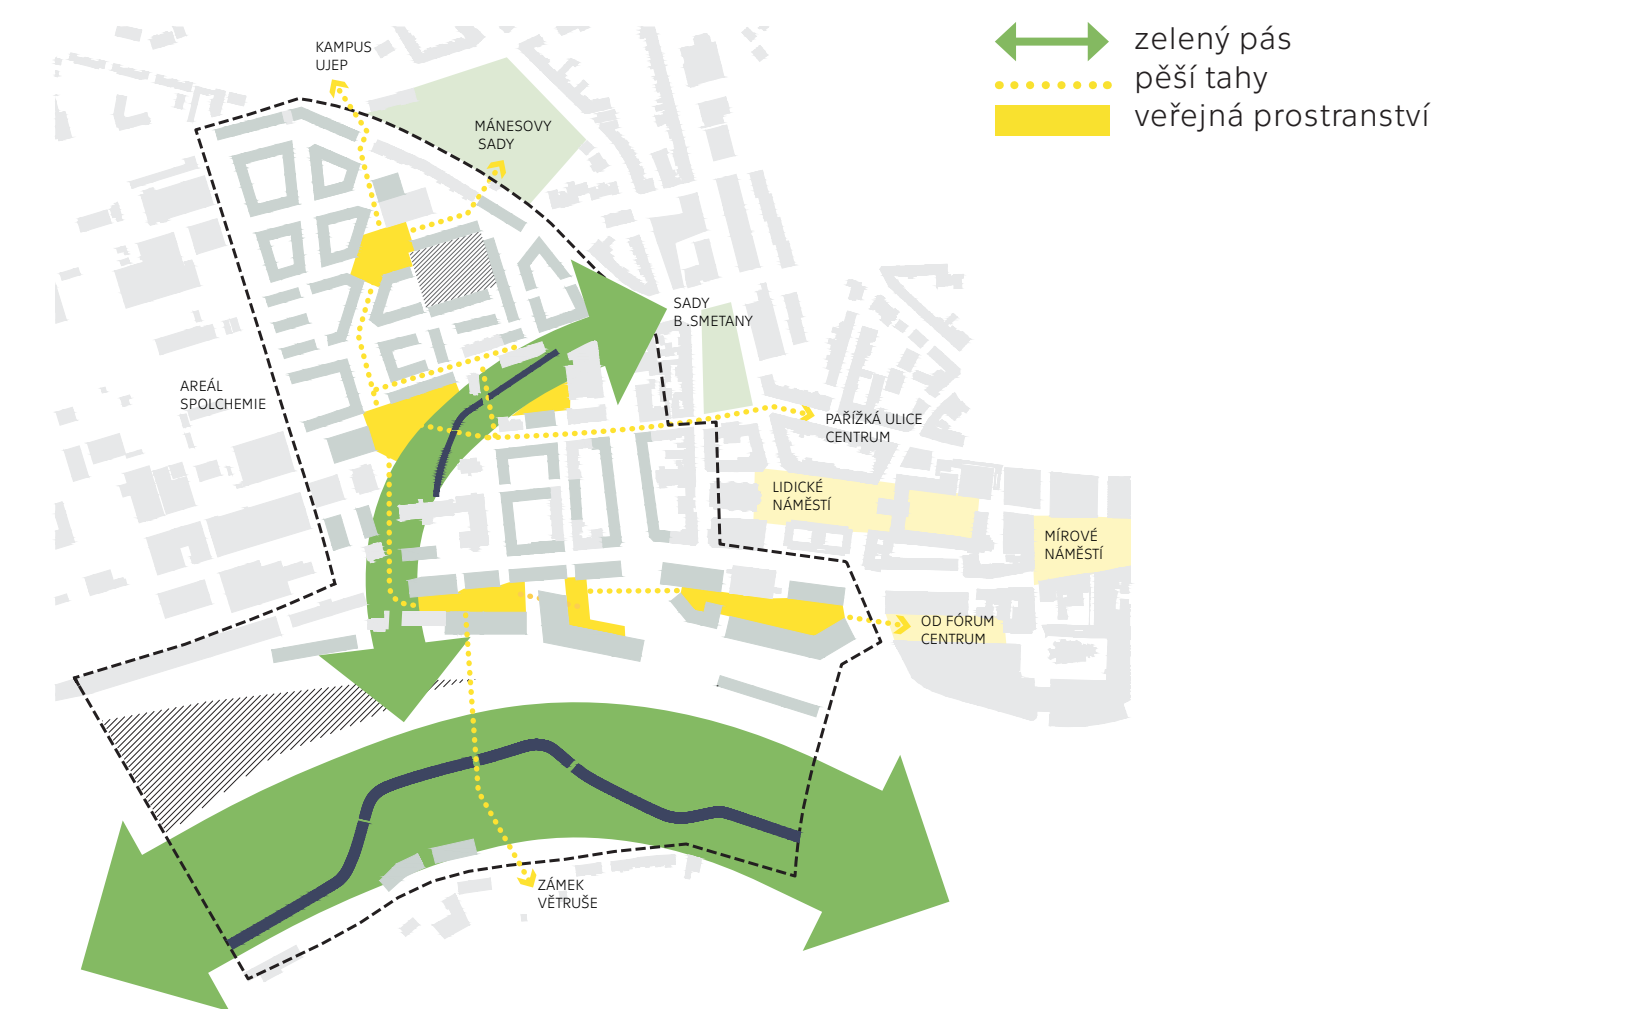 zelený pás
pěší tahy
veřejná prostranství
KAMPUS
UJEP
MÁNESOVY
SADY
SADY
B .SMETANY
AREÁL
SPOLCHEMIE
PAŘÍŽKÁ ULICE
CENTRUM
LIDICKÉ
NÁMĚSTÍ
MÍROVÉ
NÁMĚSTÍ
OD FÓRUM
CENTRUM
ZÁMEK
VĚTRUŠE